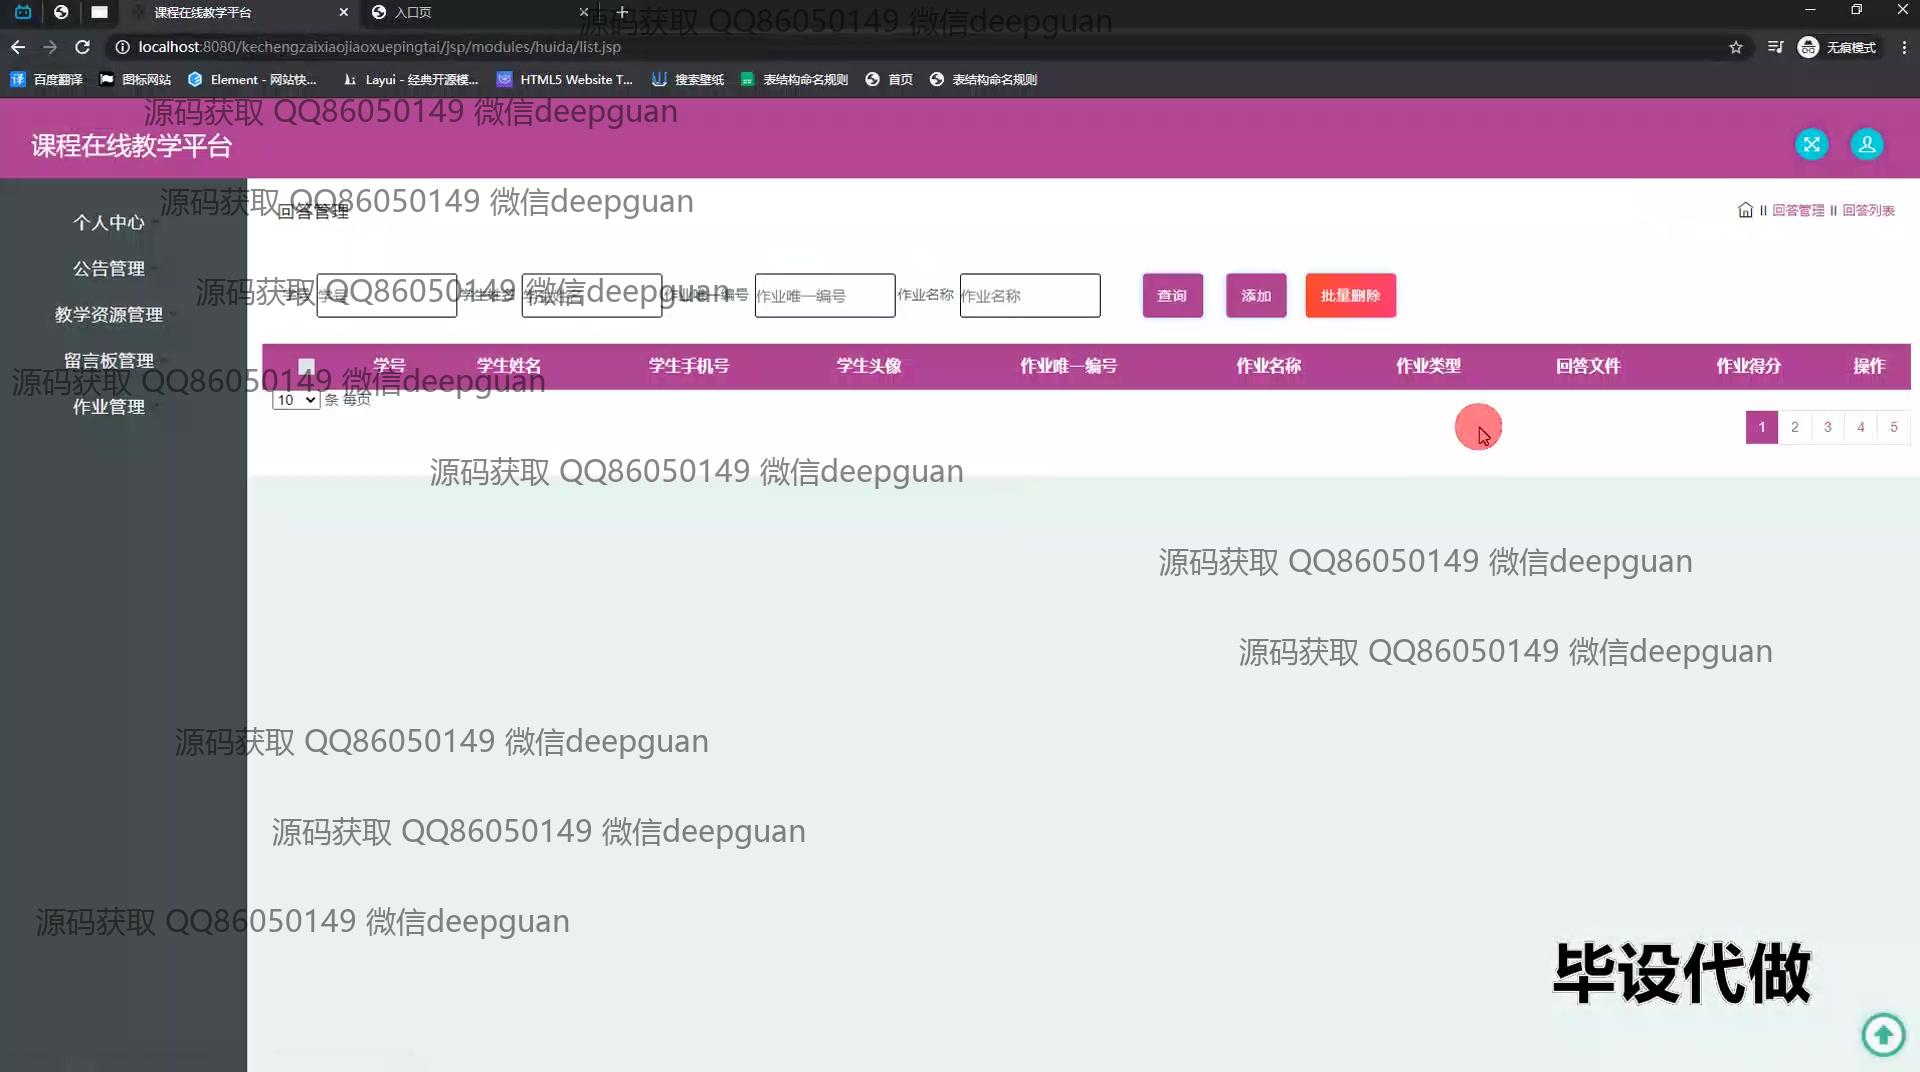 课程在线教学平台
入口页
源码获取 QQ86050149 微信deepguan
localhost:8080/kechengzaixiaojiaoxuepingtai/jsp/modules/huida/list.jsp
无痕模式
百度翻译
图标网站
Element - 网站快...
Layui - 经典开源模...
HTML5 Website T...
搜索壁纸
表结构命名规则
首页
表结构命名规则
源码获取 QQ86050149 微信deepguan
课程在线教学平台
源码获取 QQ86050149 微信deepguan
个人中心
公告管理
教学资源管理
留言板管理
作业管理
回答管理
回答管理 回答列表
源码获取 QQ86050149 微信deepguan
学号 学号
学生姓名 学生姓名
作业唯一编号 作业唯一编号
作业名称 作业名称
查询
添加
批量删除
学号 学生姓名 学生手机号 学生头像 作业唯一编号 作业名称 作业类型 回答文件 作业得分 操作
源码获取 QQ86050149 微信deepguan
10 条 每页
1 2 3 4 5
源码获取 QQ86050149 微信deepguan
源码获取 QQ86050149 微信deepguan
源码获取 QQ86050149 微信deepguan
源码获取 QQ86050149 微信deepguan
源码获取 QQ86050149 微信deepguan
源码获取 QQ86050149 微信deepguan
毕设代做